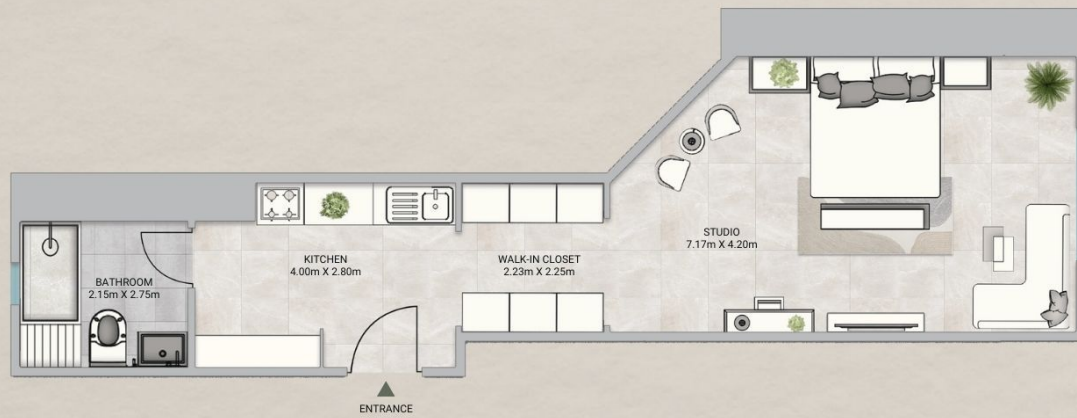 STUDIO
7.17m X 4.20m
KITCHEN
4.00m X 2.80m
WALK-IN CLOSET
2.23m X 2.25m
BATHROOM
2.15m X 2.75m
ENTRANCE